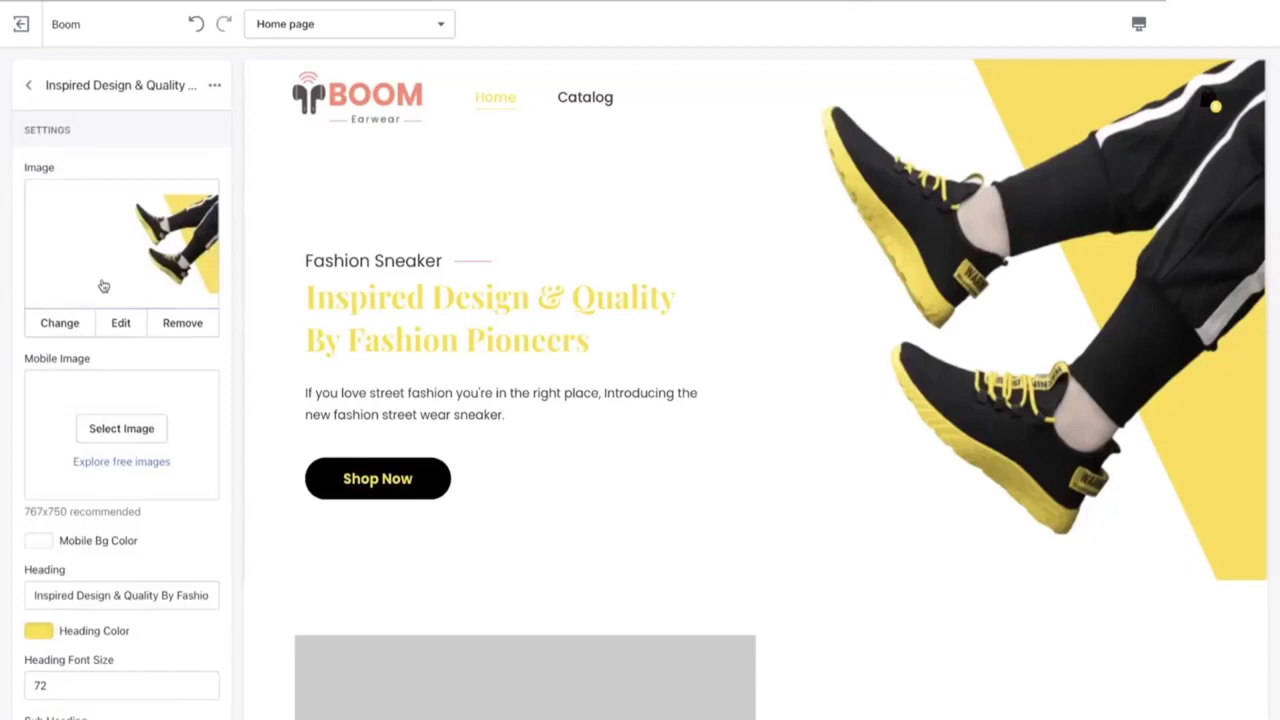 Boom
Home page
Inspired Design & Quality ...
SETTINGS
Image
Change
Edit
Remove
Mobile Image
Select Image
Explore free images
767x750 recommended
Mobile Bg Color
Heading
Inspired Design & Quality By Fashio
Heading Color
Heading Font Size
72
BOOM
Earwear
Home
Catalog
Fashion Sneaker
Inspired Design & Quality
By Fashion Pioneers
If you love street fashion you're in the right place, Introducing the
new fashion street wear sneaker.
Shop Now